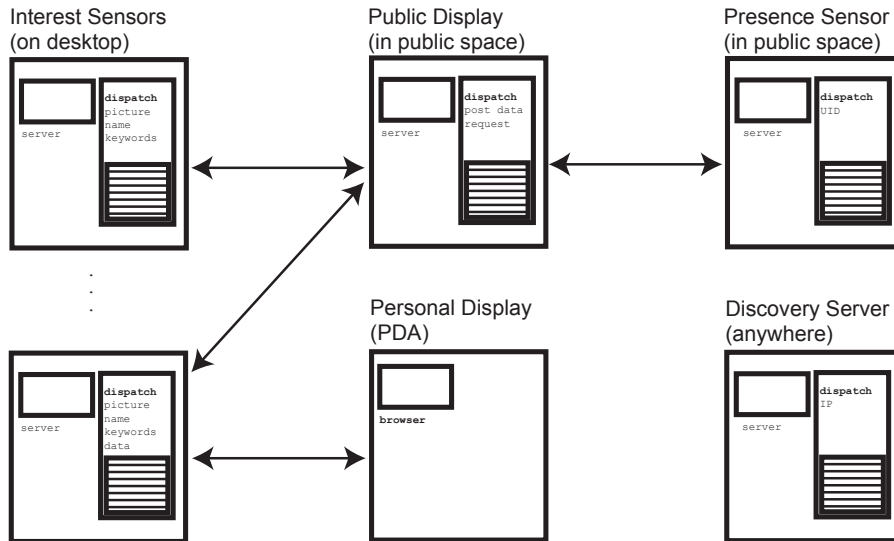 Interest Sensors
(on desktop)
server
dispatch
picture
name
keywords
Public Display
(in public space)
server
dispatch
post data
request
Presence Sensor
(in public space)
server
dispatch
UID
server
dispatch
picture
name
keywords
data
Personal Display
(PDA)
browser
Discovery Server
(anywhere)
server
dispatch
IP